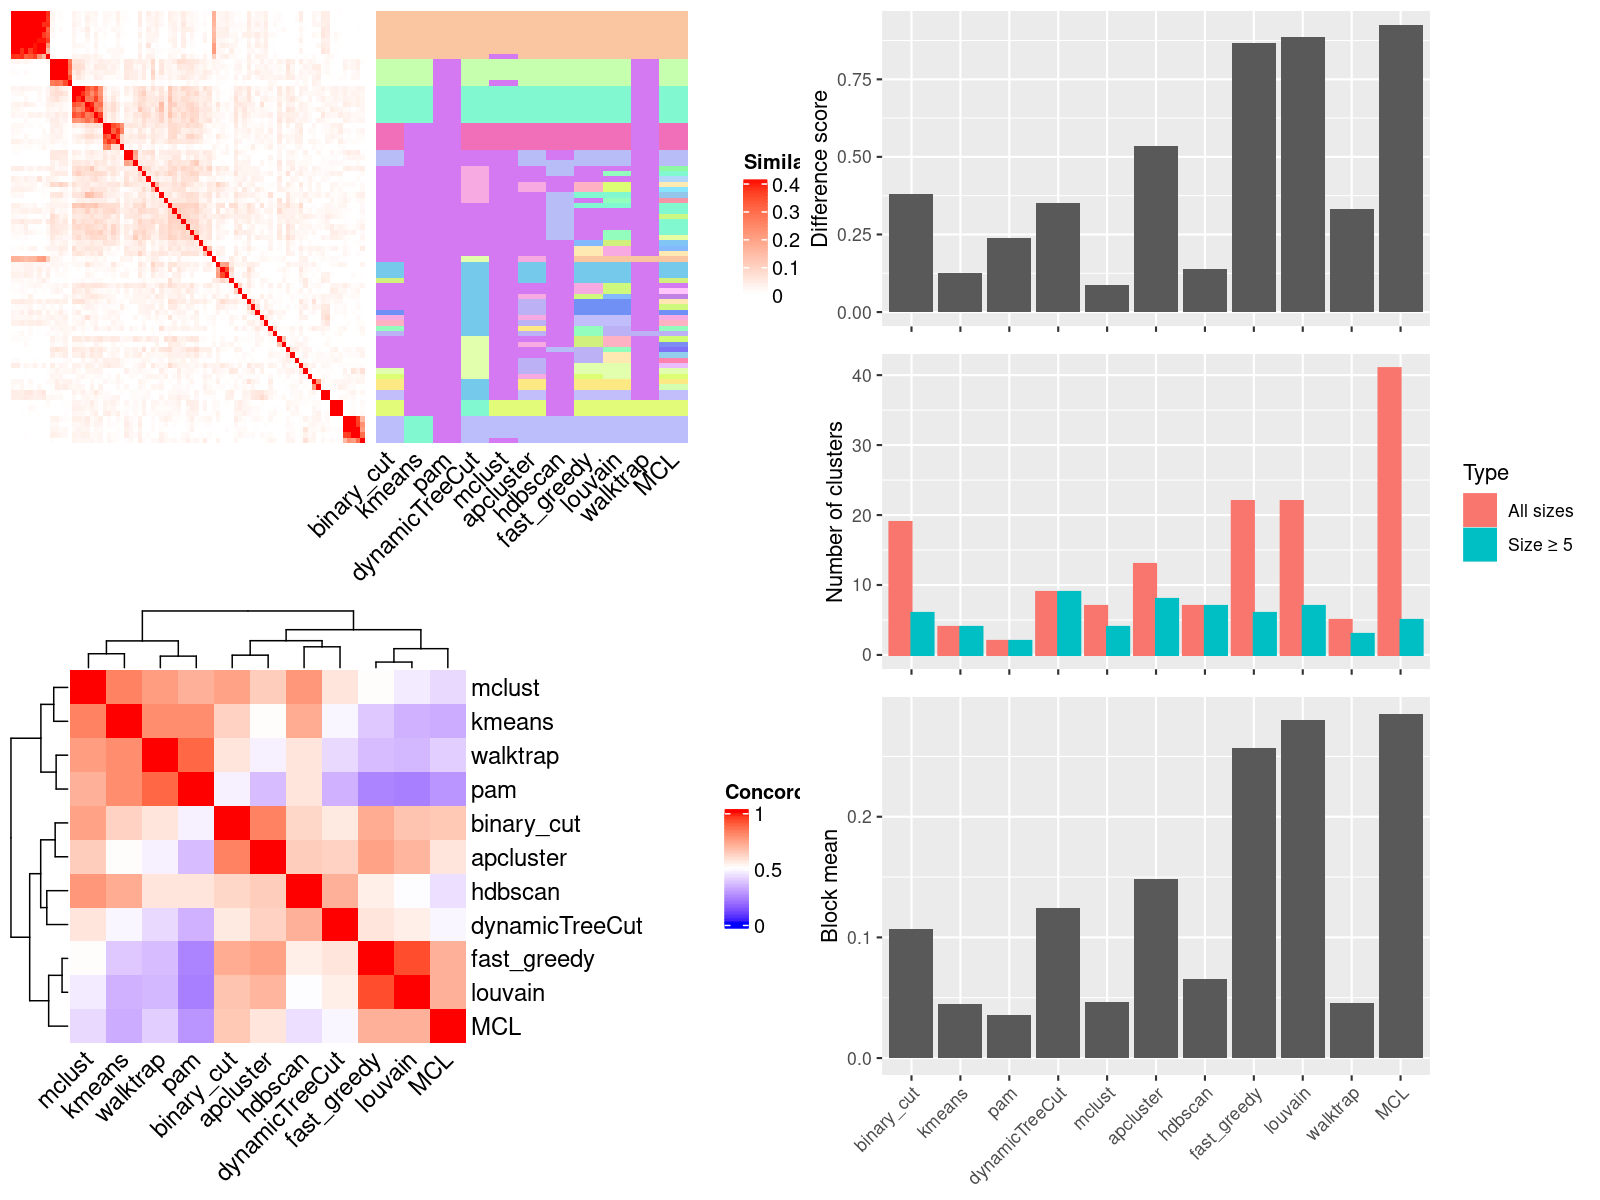 Simila
0.4
0.3
0.2
0.1
0
binary_cut
kmeans
pam
dynamicTreeCut
mclust
apcluster
hdbscan
fast_greedy
louvain
walktrap
MCL
mclust
kmeans
walktrap
pam
binary_cut
apcluster
hdbscan
dynamicTreeCut
fast_greedy
louvain
MCL
mclust
kmeans
walktrap
pam
binary_cut
apcluster
hdbscan
dynamicTreeCut
fast_greedy
louvain
MCL
Concord
1
0.5
0
Difference score
0.75
0.50
0.25
0.00
Number of clusters
40
30
20
10
0
Type
All sizes
Size ≥ 5
Block mean
0.2
0.1
0.0
binary_cut
kmeans
pam
dynamicTreeCut
mclust
apcluster
hdbscan
fast_greedy
louvain
walktrap
MCL